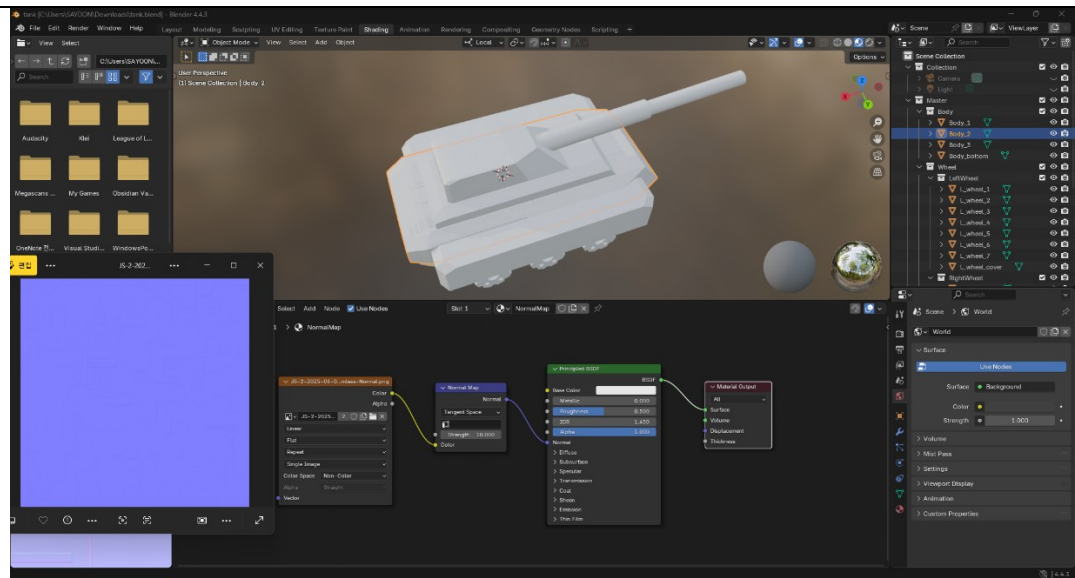 tank [C:\Users\SAYOON\Downloads\tank.blend] - Blender 4.4.3
File Edit Render Window Help Layout Modeling Sculpting UV Editing Texture Paint Shading Animation Rendering Compositing Geometry Nodes Scripting + Scene ViewLayer
View Select
Object Mode View Select Add Object Local
C:\Users\SAYOON\...
Search
Options
User Perspective
(1) Scene Collection | Body_2
Audacity Klei League of L...
Megascans ... My Games Obsidian Va...
Visual Studi... WindowsPo...
편집 ... JS-2-202... ...
Search
Scene Collection
Collection
Camera
Light
Master
Body
Body_1
Body_2
Body_3
Body_bottom
Wheel
LeftWheel
L_wheel_1
L_wheel_2
L_wheel_3
L_wheel_4
L_wheel_5
L_wheel_6
L_wheel_7
L_wheel_cover
RightWheel
Select Add Node Use Nodes Slot 1 NormalMap
NormalMap
Color
Alpha
JS-2-2025... 2
Linear
Flat
Repeat
Single Image
Color Space Non-Color
Alpha Straight
Vector
Normal Map
Normal
Tangent Space
Strength 10.000
Color
Principled BSDF
BSDF
Base Color
Metallic 0.000
Roughness 0.500
IOR
Alpha 1.000
Normal
Diffuse
Subsurface
Specular
Transmission
Coat
Sheen
Emission
Thin Film
Material Output
All
Surface
Volume
Displacement
Thickness
Search
Scene > World
World
Surface
Use Nodes
Surface Background
Color
Strength 1.000
Volume
Mist Pass
Settings
Viewport Display
Animation
Custom Properties
4.4.3